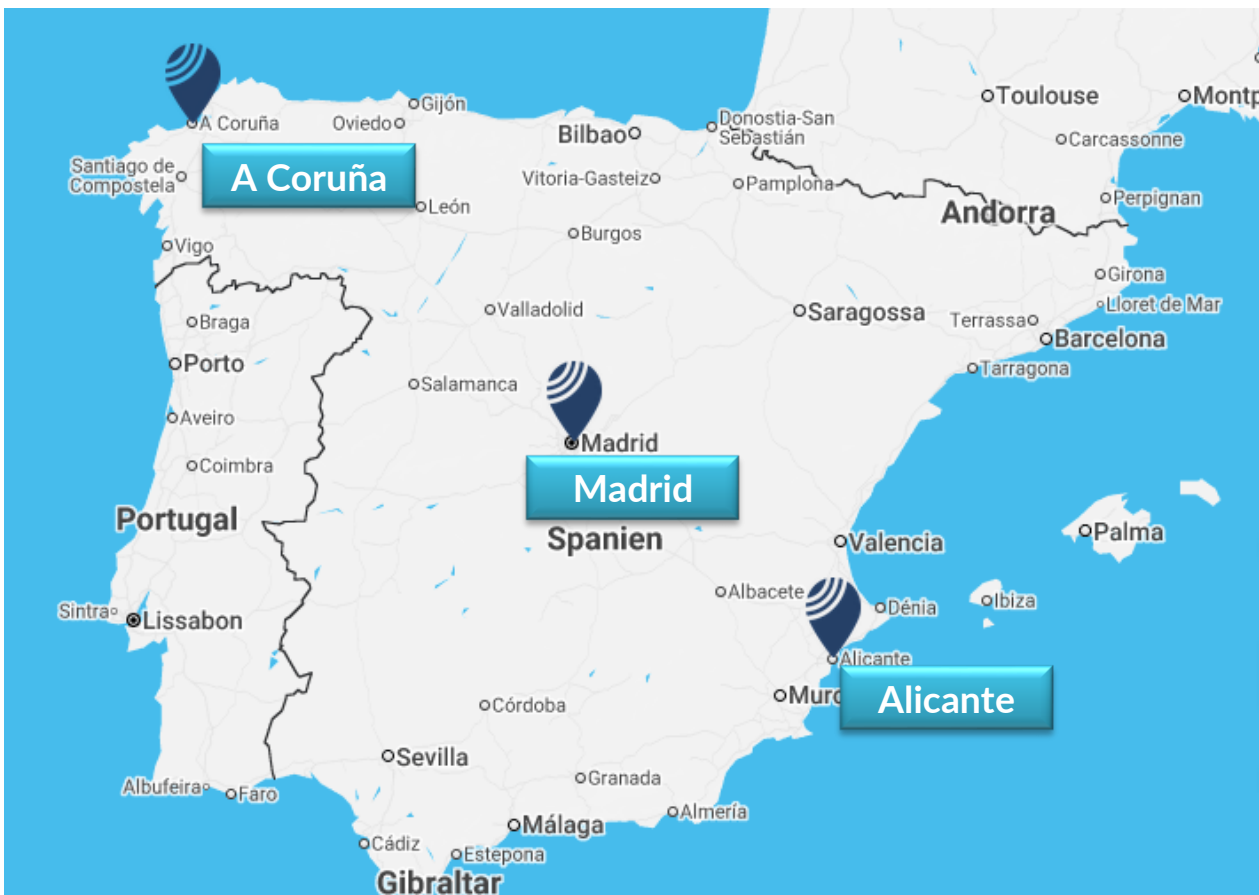 Toulouse
Montp
Gijón
A Coruña
Oviedo
Bilbao
Donostia-San
Sebastián
Carcassonne
Santiago de
Compostela
A Coruña
Vitoria-Gasteiz
Pamplona
Perpignan
León
Andorra
Burgos
Vigo
Girona
Lloret de Mar
Valladolid
Saragossa
Terrassa
Braga
Barcelona
Porto
Tarragona
Salamanca
Aveiro
Madrid
Coimbra
Madrid
Portugal
Spanien
Valencia
Palma
Albacete
Ibiza
Dénia
Sintra
Lissabon
Alicante
Murc
Alicante
Córdoba
Sevilla
Granada
Albufeira
Faro
Almería
Málaga
Cádiz
Estepona
Gibraltar